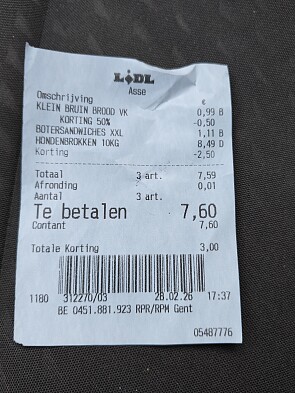 LIDL
Asse
Omschrijving €
KLEIN BRUIN BROOD VK 0,99 B
KORTING 50% -0,50
BOTERSANDWICHES XXL 1,11 B
HONDENBROKKEN 10KG 8,49 D
Korting -2,50
Totaal 3 art. 7,59
Afronding 0,01
Aantal 3 art.
Te betalen 7,60
Contant 7,60
Totale Korting 3,00
1180 312270/03 28.02.26 17:37
BE 0451.881.923 RPR/RPM Gent
05487776